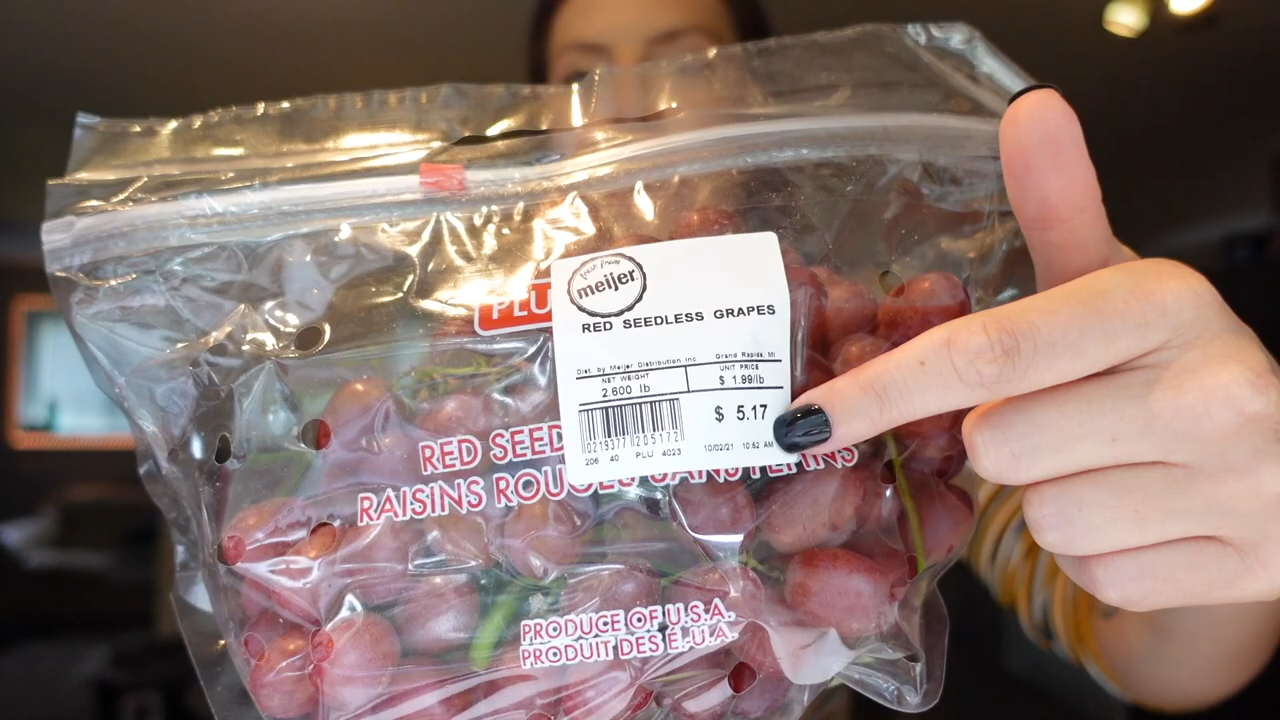 PLU
fresh from
meijer
RED SEEDLESS GRAPES
Dist. by Meijer Distribution Inc. Grand Rapids, MI
NET WEIGHT UNIT PRICE
2.600 lb $ 1.99/lb
$ 5.17
0219377 205172
206 40 PLU 4023 10/02/21 10:52 AM
RED SEED
RAISINS ROUGES SANS PÉPINS
PRODUCE OF U.S.A.
PRODUIT DES É.-U.A.